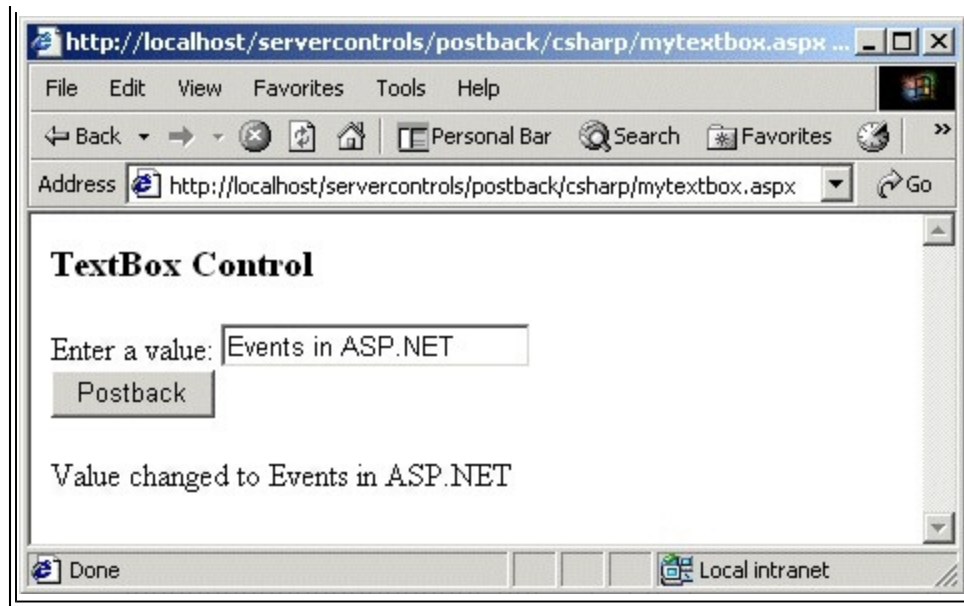 http://localhost/servercontrols/postback/csharp/mytextbox.aspx ...
File Edit View Favorites Tools Help
Back Personal Bar Search Favorites »
Address http://localhost/servercontrols/postback/csharp/mytextbox.aspx Go
TextBox Control
Enter a value: Events in ASP.NET
Postback
Value changed to Events in ASP.NET
Done Local intranet